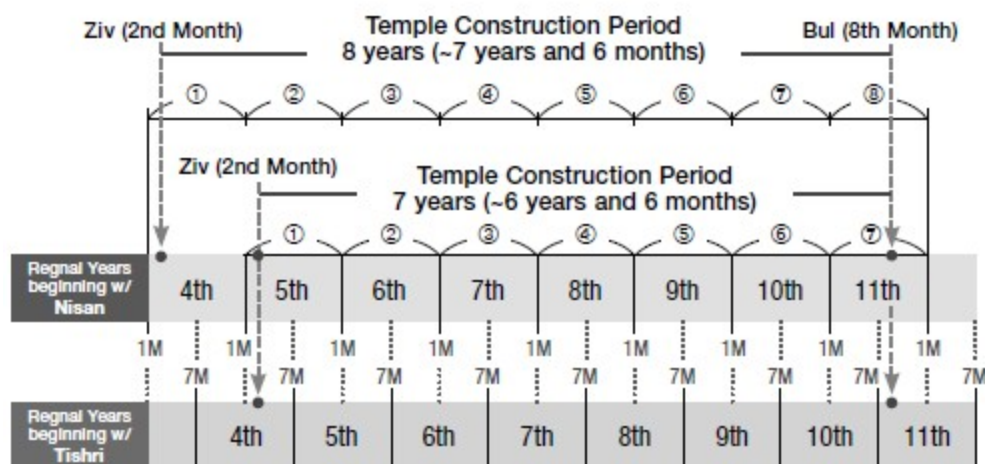 Ziv (2nd Month) Temple Construction Period Bul (8th Month)
8 years (~7 years and 6 months)
① ② ③ ④ ⑤ ⑥ ⑦ ⑧
Ziv (2nd Month) Temple Construction Period
7 years (~6 years and 6 months)
① ② ③ ④ ⑤ ⑥ ⑦
Regnal Years
beginning w/
Nisan
4th 5th 6th 7th 8th 9th 10th 11th
1M 1M 1M 1M 1M 1M 1M 1M 1M
7M 7M 7M 7M 7M 7M 7M 7M 7M
Regnal Years
beginning w/
Tishri
4th 5th 6th 7th 8th 9th 10th 11th